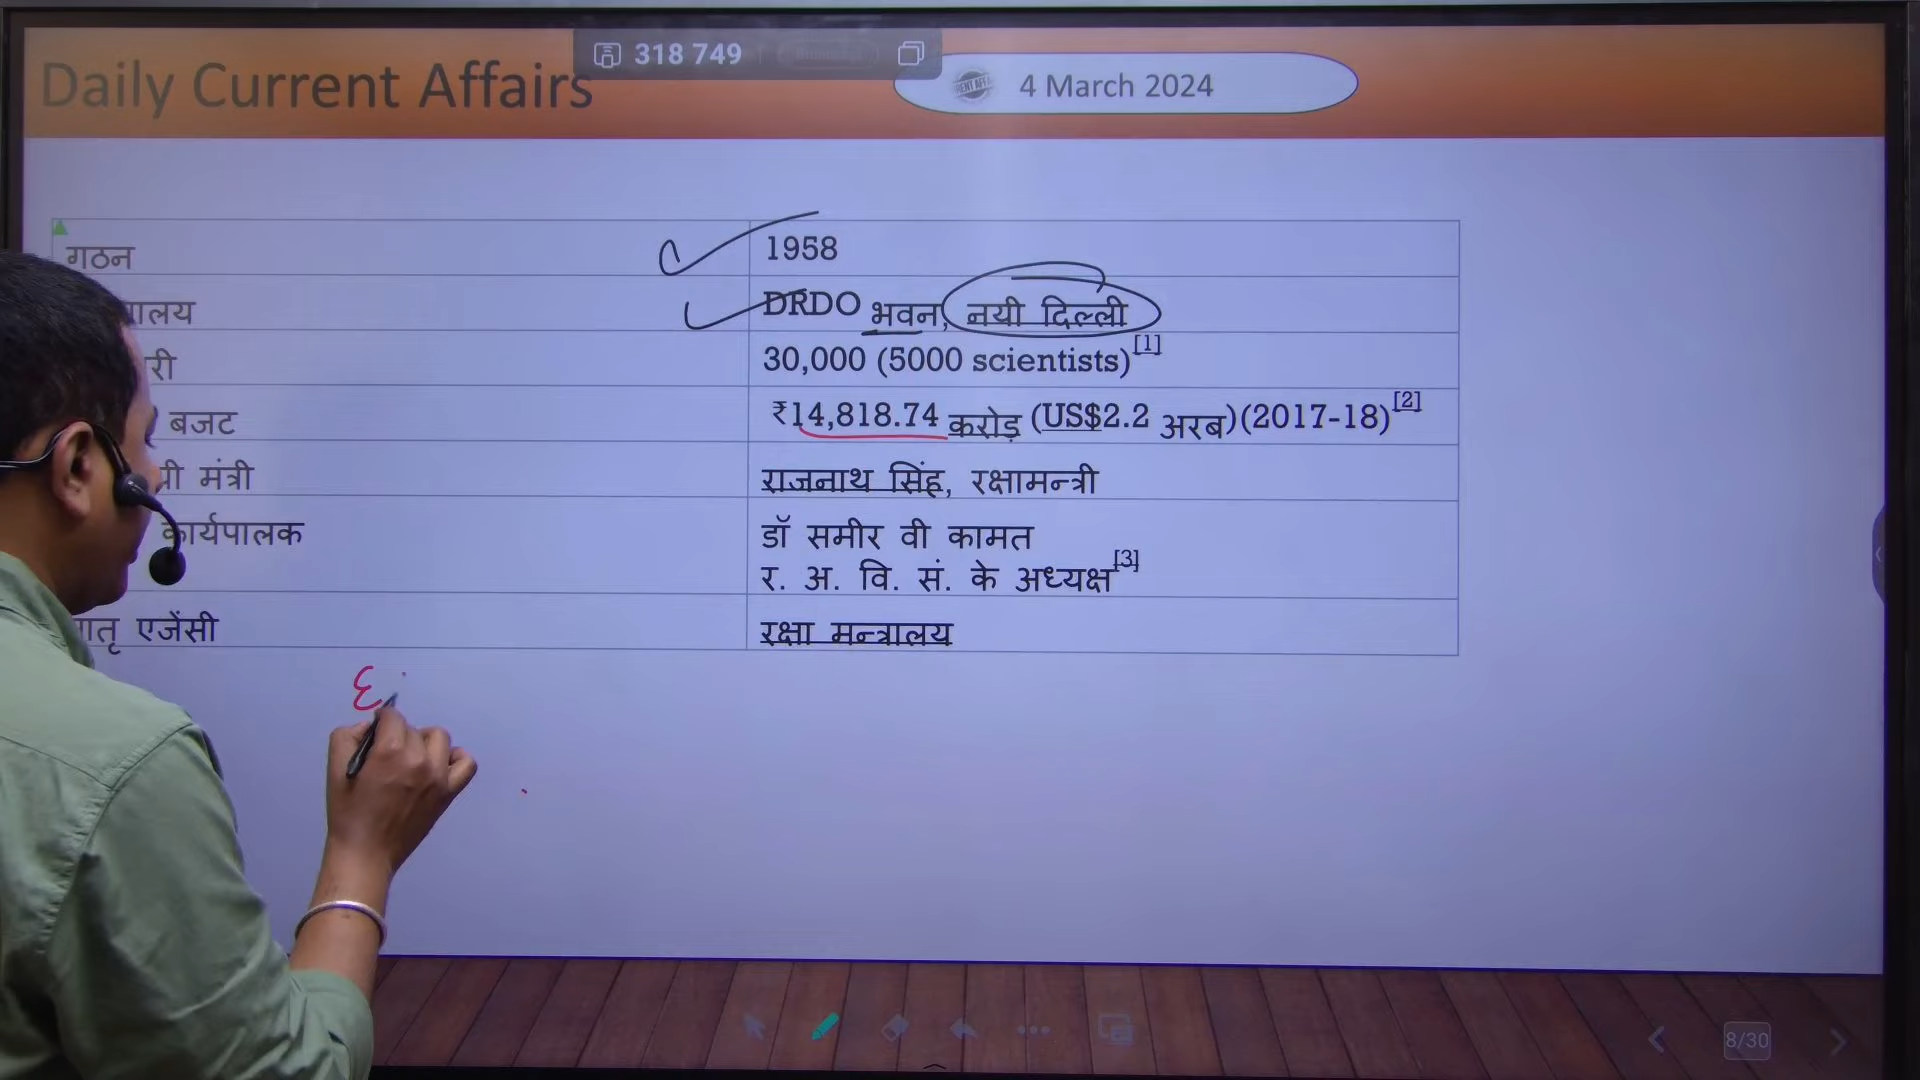 318 749
Daily Current Affairs
4 March 2024
गठन 1958
DRDO भवन, नयी दिल्ली
30,000 (5000 scientists)[1]
बजट ₹14,818.74 करोड़ (US$2.2 अरब)(2017-18)[2]
मंत्री राजनाथ सिंह, रक्षामन्त्री
कार्यपालक डॉ समीर वी कामत
र. अ. वि. सं. के अध्यक्ष[3]
एजेंसी रक्षा मन्त्रालय
8/30